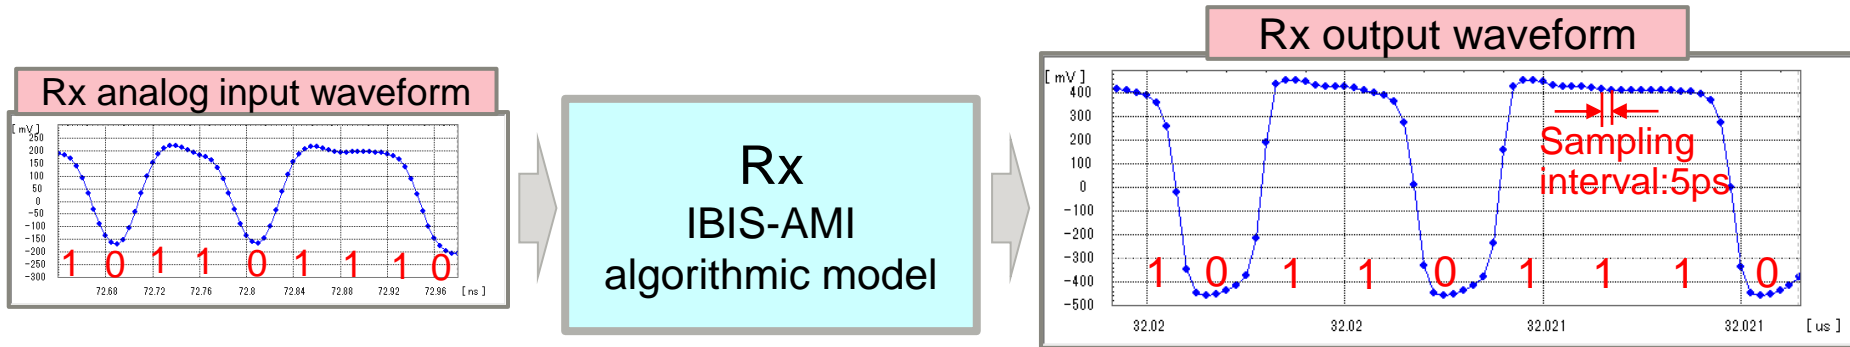 Rx analog input waveform
[ mV ]
250
200
150
100
50
0
-50
-100
-150
-200
-250
-300
1 0 1 1 0 1 1 1 0
72.68 72.72 72.76 72.8 72.84 72.88 72.92 72.96 [ ns ]
Rx
IBIS-AMI
algorithmic model
Rx output waveform
[ mV ]
400
300
200
100
0
-100
-200
-300
-400
-500
Sampling
interval:5ps
1 0 1 1 0 1 1 1 0
32.02 32.02 32.021 32.021 [ us ]